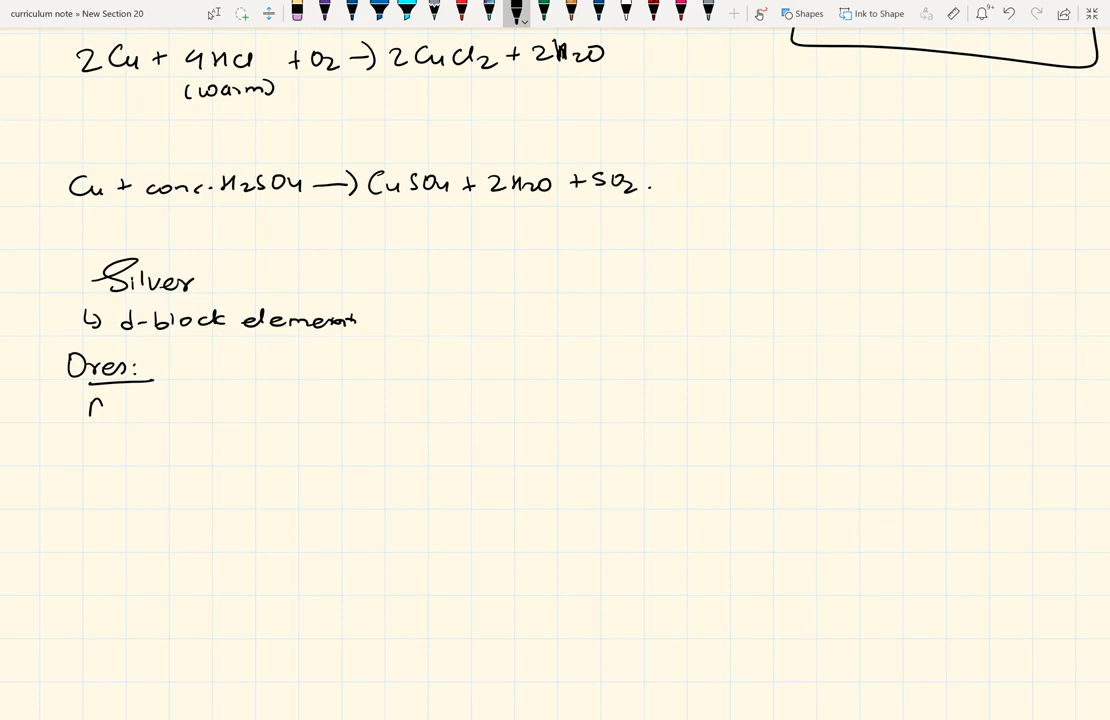 curriculum note » New Section 20
Shapes Ink to Shape 9+
2Cu + 4HCl + O2 → 2CuCl2 + 2H2O
(warm)
Cu + conc. H2SO4 → CuSO4 + 2H2O + SO2.
Silver
↳ d-block element
Ores: